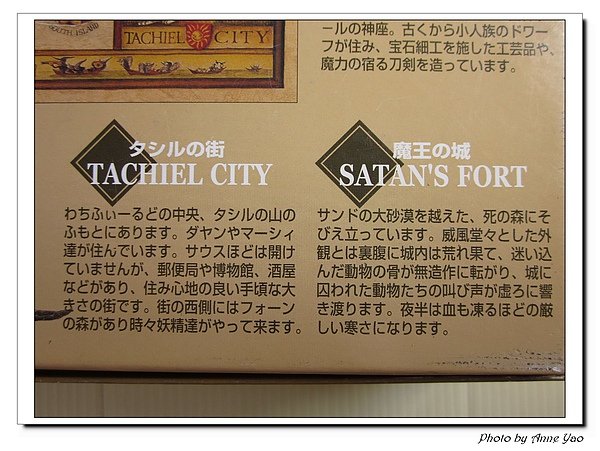 SOUTH ISLAND
TACHIEL CITY
ールの神座。古くから小人族のドワー
フが住み、宝石細工を施した工芸品や、
魔力の宿る刀剣を造っています。
タシルの街
TACHIEL CITY
わちふぃーるどの中央、タシルの山の
ふもとにあります。ダヤンやマーシィ
達が住んでいます。サウスほどは開け
ていませんが、郵便局や博物館、酒屋
などがあり、住み心地の良い手頃な大
きさの街です。街の西側にはフォーン
の森があり時々妖精達がやって来ます。
魔王の城
SATAN'S FORT
サンドの大砂漠を越えた、死の森にそ
びえ立っています。威風堂々とした外
観とは裏腹に城内は荒れ果て、迷い込
んだ動物の骨が無造作に転がり、城に
囚われた動物たちの叫び声が虚ろに響
き渡ります。夜半は血も凍るほどの厳
しい寒さになります。
Photo by Anne Yao